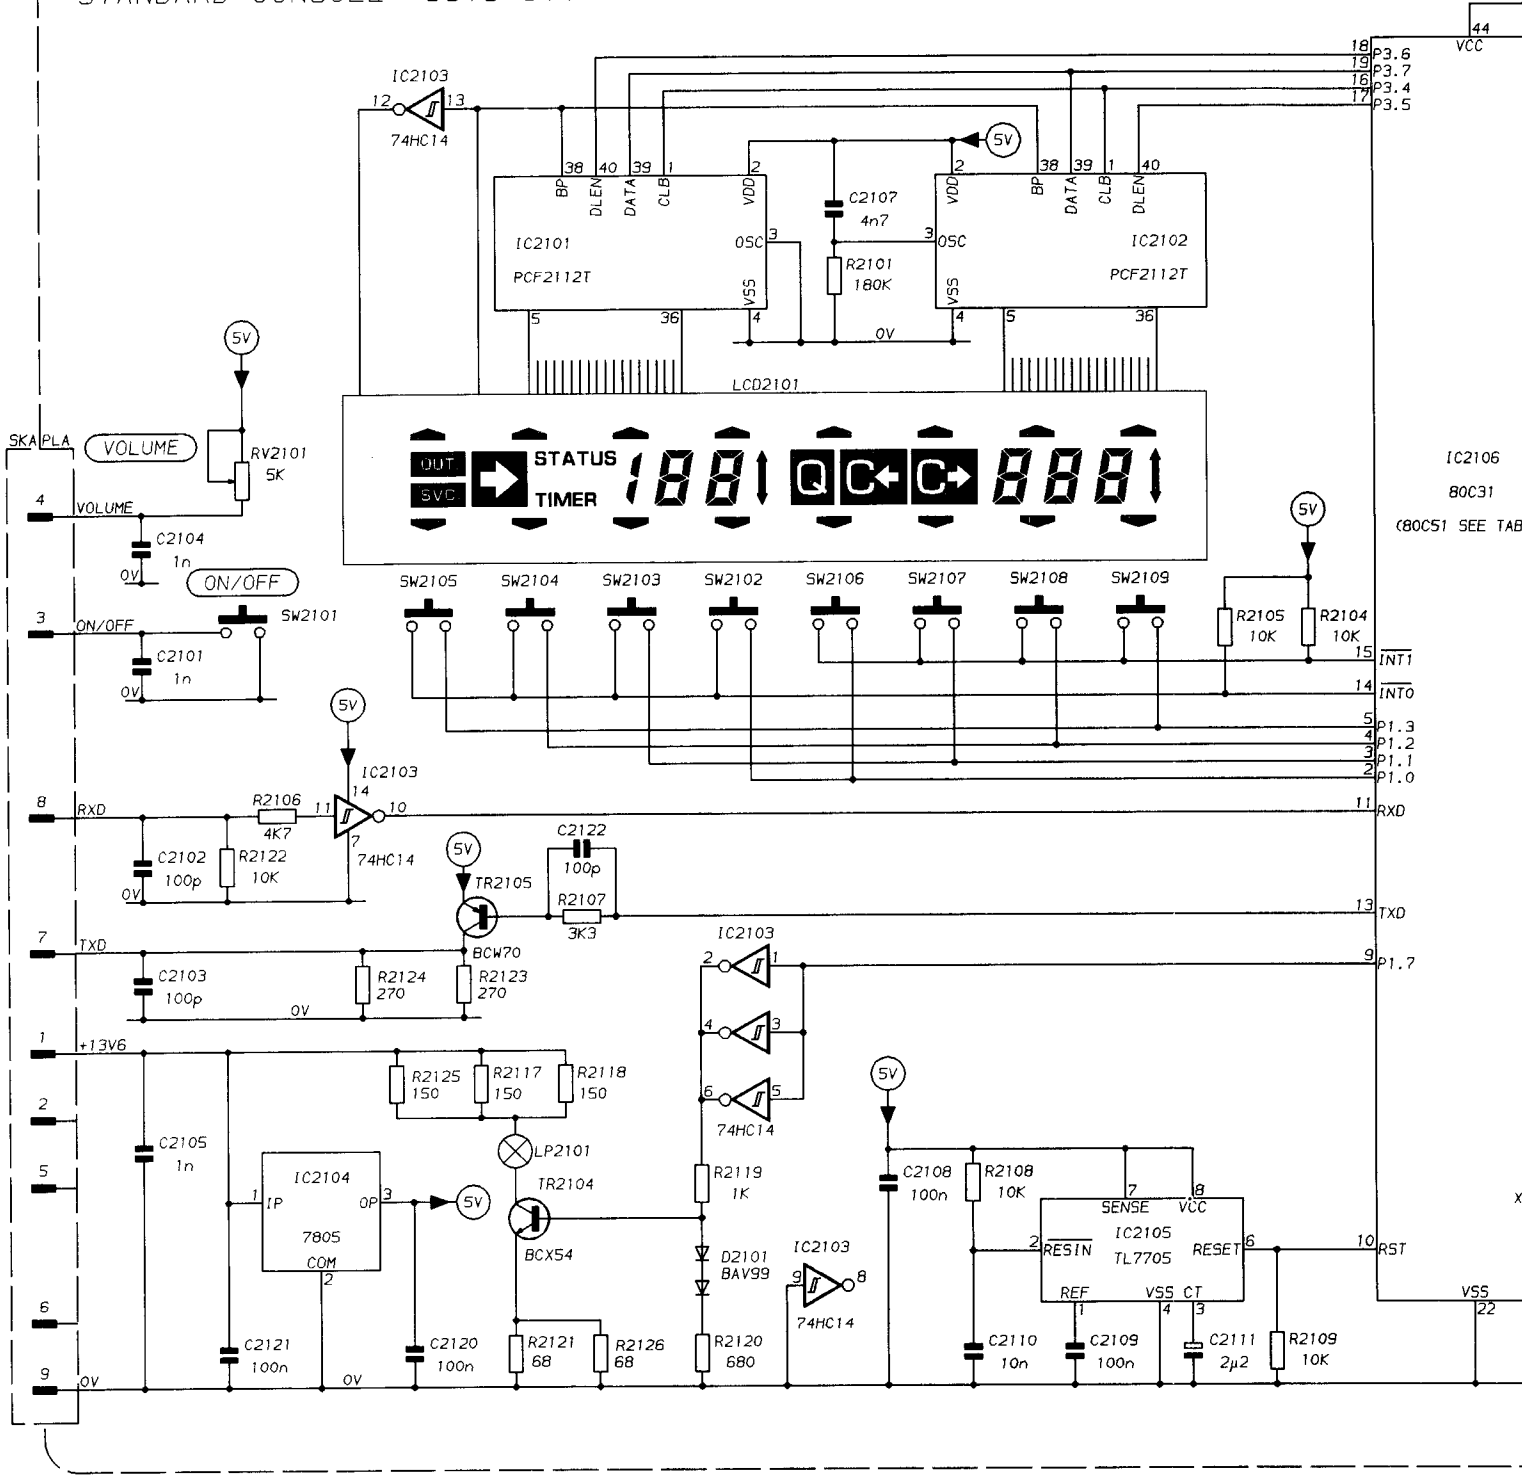 STANDARD CONSOLE
44
VCC
18 P3.6
19 P3.7
16 P3.4
17 P3.5
IC2103
12 13
74HC14
5V
38 40 39 1 2
BP DLEN DATA CLB VDD
IC2101
PCF2112T
OSC 3
VSS
5 36 4
C2107
4n7
R2101
180K
2 38 39 1 40
VDD BP DATA CLB DLEN
3 OSC
IC2102
PCF2112T
VSS
4 5 36
0V
LCD2101
5V
SKA PLA
VOLUME
RV2101
5K
OUT
SVC
STATUS
TIMER
188
Q C C
888
IC2106
80C31
(80C51 SEE TAB
4 VOLUME
C2104
1n
0V
ON/OFF
SW2101
3 ON/OFF
C2101
1n
0V
SW2105 SW2104 SW2103 SW2102 SW2106 SW2107 SW2108 SW2109
5V
R2105
10K
R2104
10K
15 INT1
14 INT0
5 P1.3
4 P1.2
3 P1.1
2 P1.0
5V
IC2103
14
8 RXD
R2106
4K7
11 10
7
74HC14
11 RXD
C2102
100p
R2122
10K
0V
5V
TR2105
BCW70
C2122
100p
R2107
3K3
13 TXD
7 TXD
C2103
100p
R2124
270
R2123
270
0V
IC2103
2 1
4 3
6 5
74HC14
9 P1.7
1 +13V6
R2125
150
R2117
150
R2118
150
2
C2105
1n
5
LP2101
TR2104
BCX54
IC2104
1 IP
OP 3
7805
COM
2
5V
R2119
1K
D2101
BAV99
IC2103
9 8
74HC14
5V
C2108
100n
R2108
10K
7 8
SENSE VCC
IC2105
TL7705
2 RESIN
RESET 6
REF VSS CT
1 4 3
10 RST
VSS
22
X
6
C2121
100n
C2120
100n
R2121
68
R2126
68
R2120
680
C2110
10n
C2109
100n
C2111
2µ2
R2109
10K
9 0V
0V